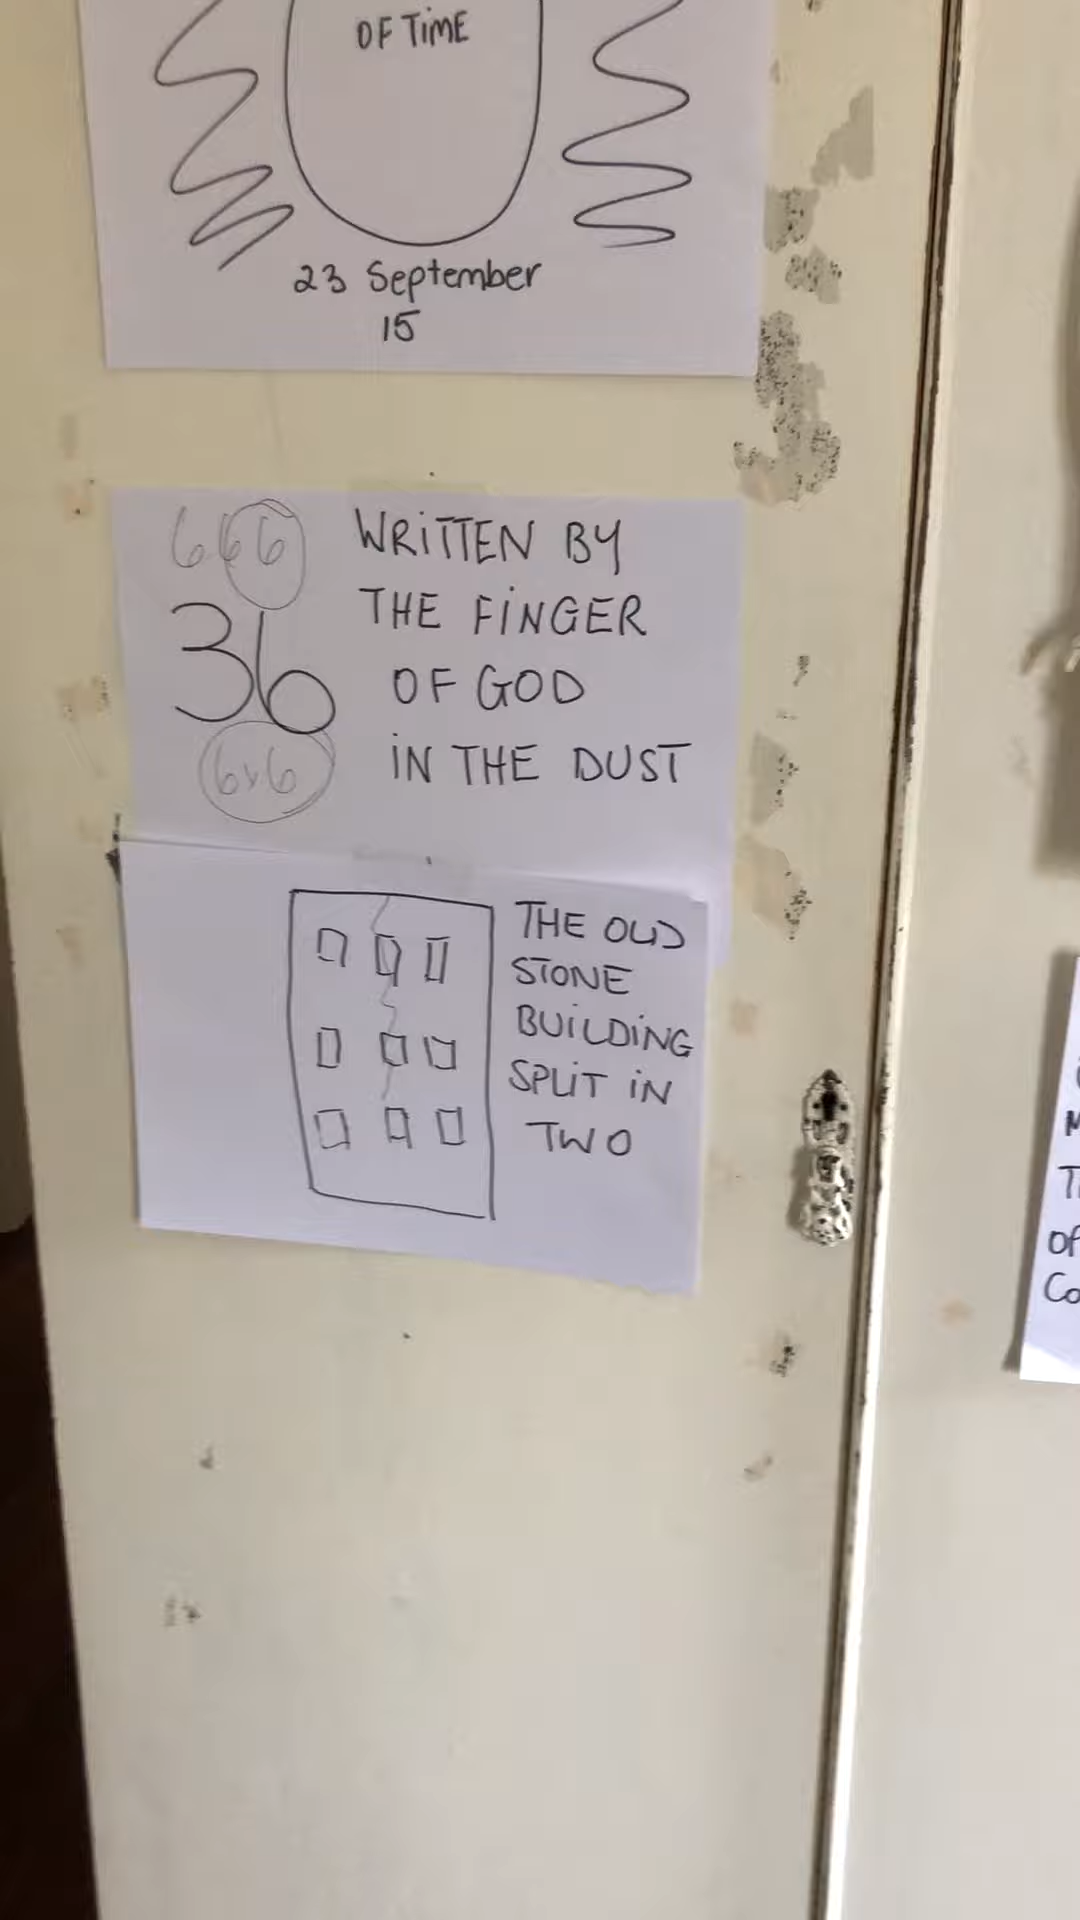 OF TiME
23 September
15
666
36
6x6
WRiTTEN BY
THE FiNGER
OF GOD
iN THE DUST
THE OLD
STONE
BUiLDiNG
SPLiT iN
TWO